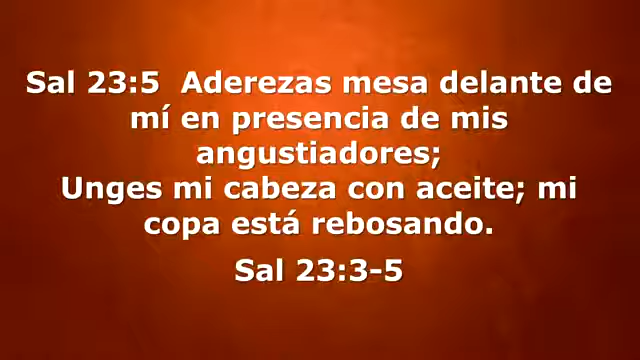 Sal 23:5  Aderezas mesa delante de
mí en presencia de mis
angustiadores;
Unges mi cabeza con aceite; mi
copa está rebosando.
Sal 23:3-5